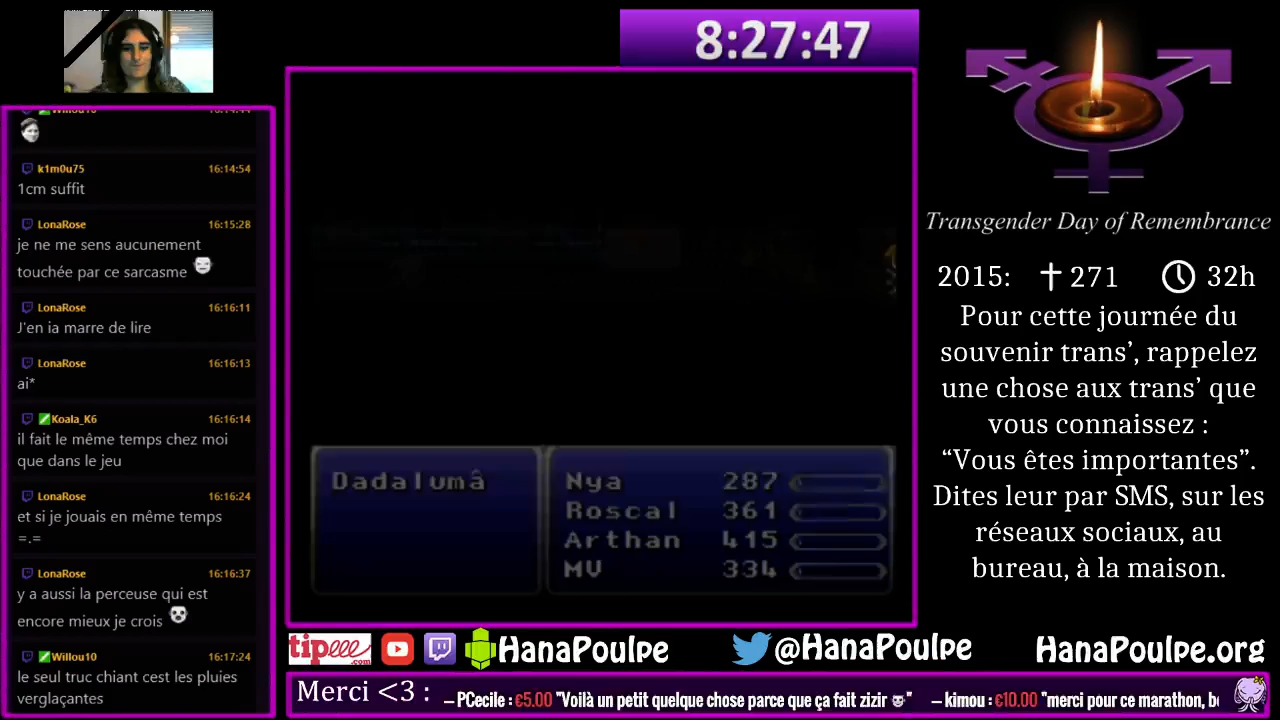 8:27:47
Willou10 16:14:44
k1m0u75 16:14:54
1cm suffit
LonaRose 16:15:28
je ne me sens aucunement
touchée par ce sarcasme
LonaRose 16:16:11
J'en ia marre de lire
LonaRose 16:16:13
ai*
Koala_K6 16:16:14
il fait le même temps chez moi
que dans le jeu
LonaRose 16:16:24
et si je jouais en même temps
=.=
LonaRose 16:16:37
y a aussi la perceuse qui est
encore mieux je crois
Willou10 16:17:24
le seul truc chiant cest les pluies
verglaçantes
Dadalumâ
Nya 287
Roscal 361
Arthan 415
MV 334
Transgender Day of Remembrance
2015: 271 32h
Pour cette journée du
souvenir trans’, rappelez
une chose aux trans’ que
vous connaissez :
“Vous êtes importantes”.
Dites leur par SMS, sur les
réseaux sociaux, au
bureau, à la maison.
tipeee.com HanaPoulpe @HanaPoulpe HanaPoulpe.org
Merci <3 : – PCecile : €5.00 "Voilà un petit quelque chose parce que ça fait zizir" – kimou : €10.00 "merci pour ce marathon,